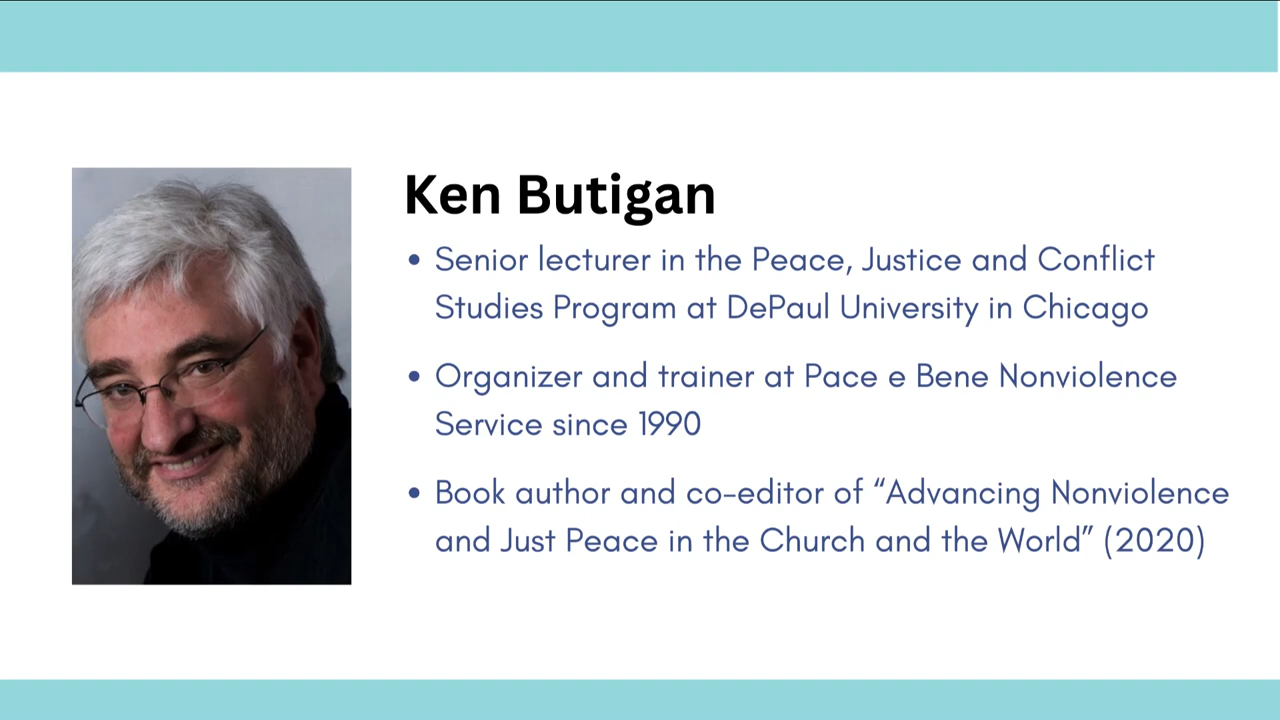 Ken Butigan
• Senior lecturer in the Peace, Justice and Conflict
Studies Program at DePaul University in Chicago
• Organizer and trainer at Pace e Bene Nonviolence
Service since 1990
• Book author and co-editor of “Advancing Nonviolence
and Just Peace in the Church and the World” (2020)